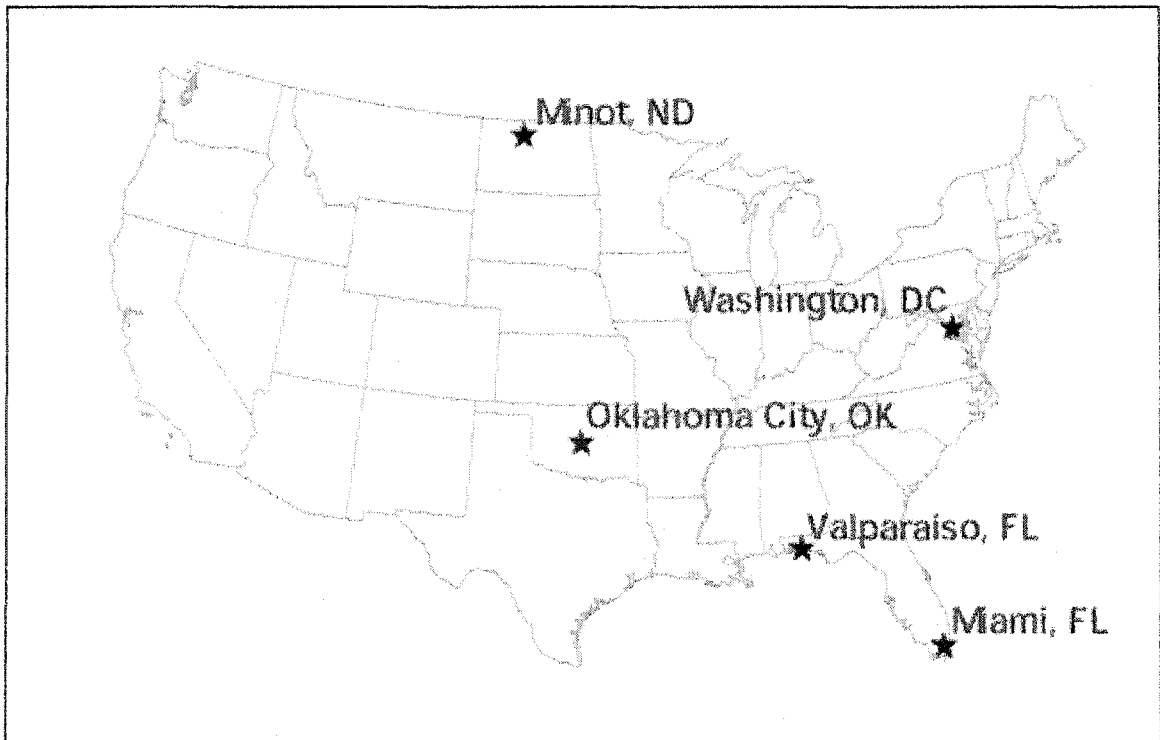 Minot, ND
Washington, DC
Oklahoma City, OK
Valparaiso, FL
Miami, FL